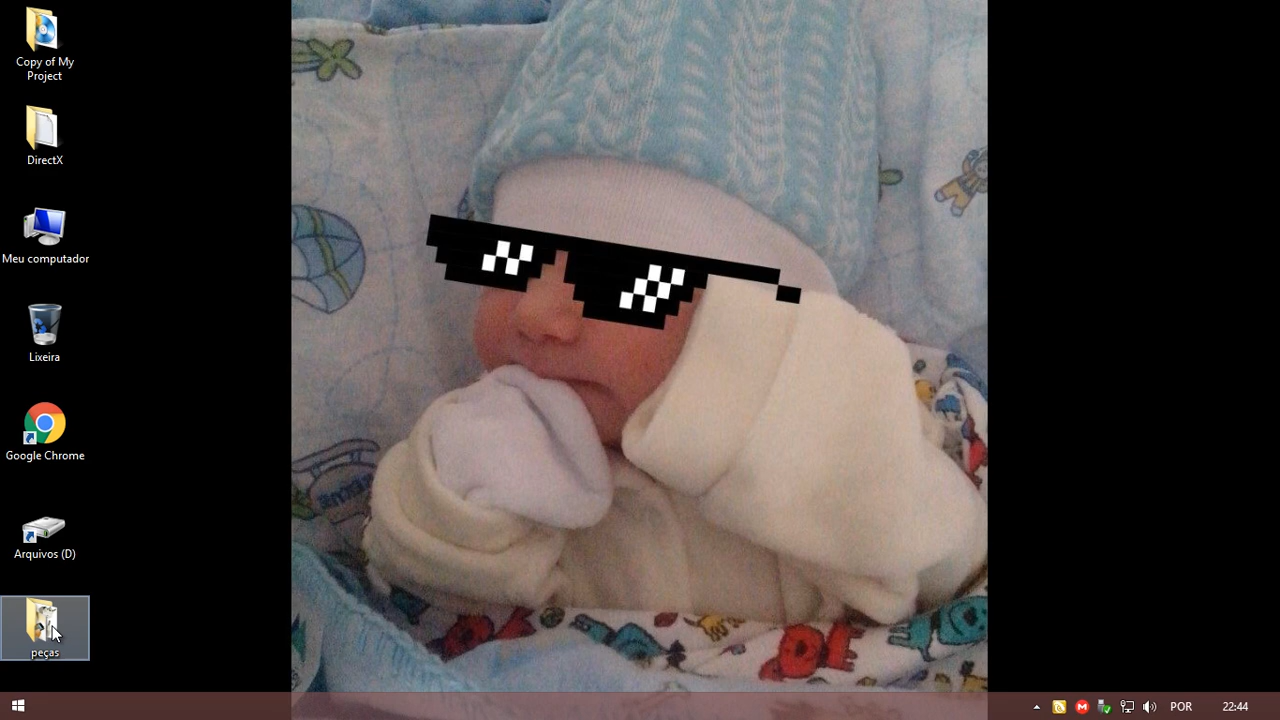 Copy of My
Project
DirectX
Meu computador
Lixeira
Google Chrome
Arquivos (D)
peças
POR
22:44